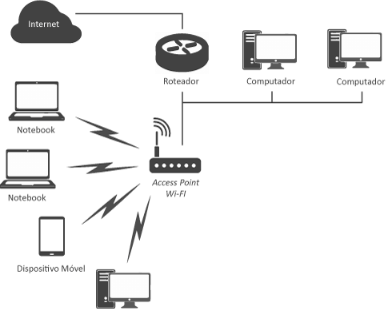 Internet
Roteador
Computador
Computador
Notebook
Access Point
Wi-FI
Notebook
Dispositivo Móvel